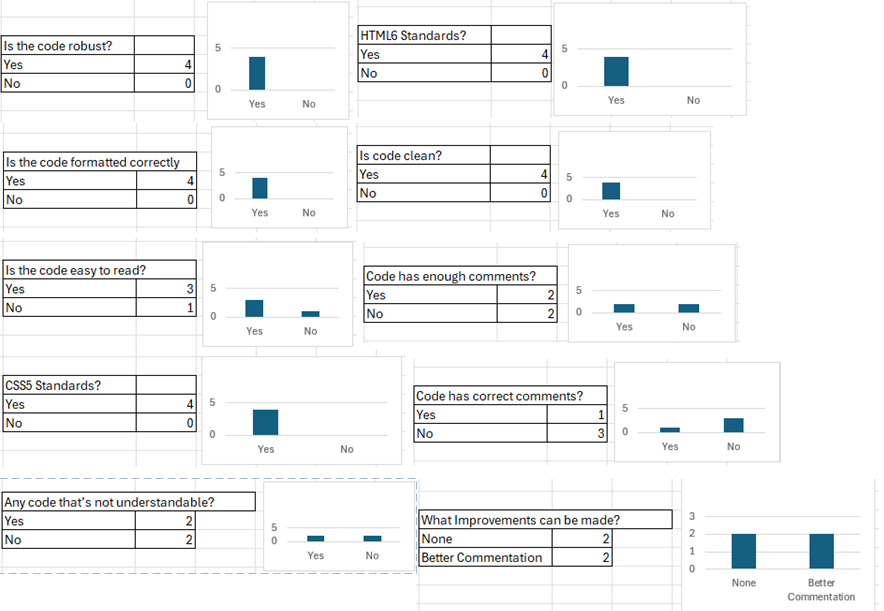 Is the code robust?
Yes 4
No 0
5
0
Yes No
HTML6 Standards?
Yes 4
No 0
5
0
Yes No
Is the code formatted correctly
Yes 4
No 0
5
0
Yes No
Is code clean?
Yes 4
No 0
5
0
Yes No
Is the code easy to read?
Yes 3
No 1
5
0
Yes No
Code has enough comments?
Yes 2
No 2
5
0
Yes No
CSS5 Standards?
Yes 4
No 0
5
0
Yes No
Code has correct comments?
Yes 1
No 3
5
0
Yes No
Any code that's not understandable?
Yes 2
No 2
5
0
Yes No
What Improvements can be made?
None 2
Better Commentation 2
3
2
1
0
None Better
Commentation